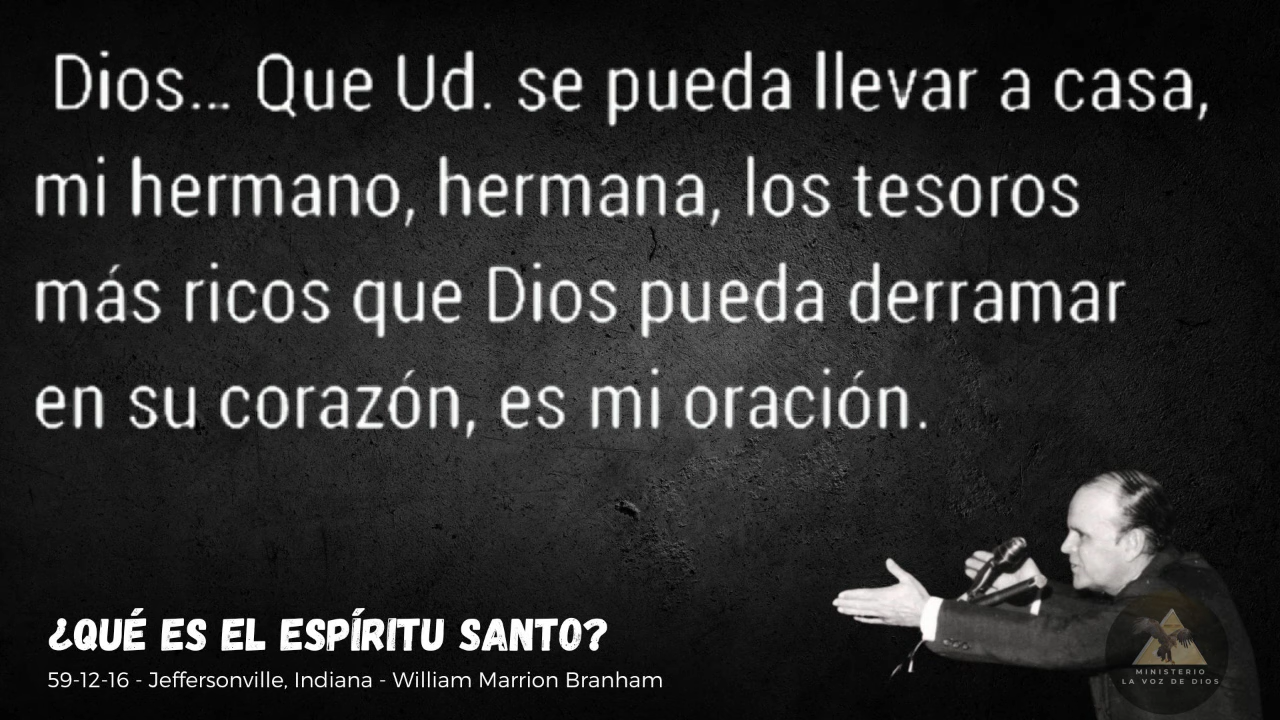 Dios... Que Ud. se pueda llevar a casa,
mi hermano, hermana, los tesoros
más ricos que Dios pueda derramar
en su corazón, es mi oración.
¿QUÉ ES EL ESPÍRITU SANTO?
59-12-16 - Jeffersonville, Indiana - William Marrion Branham
MINISTERIO
LA VOZ DE DIOS